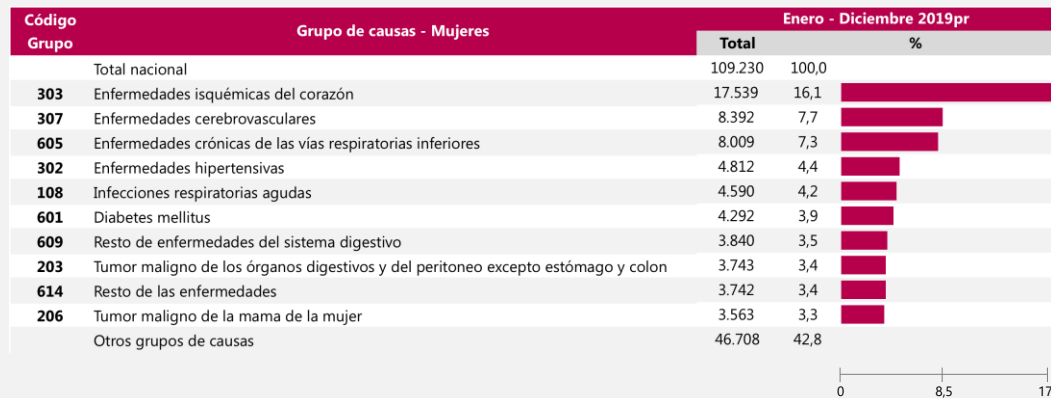 Código Grupo Grupo de causas - Mujeres Enero - Diciembre 2019pr
Total %
Total nacional 109.230 100,0
303 Enfermedades isquémicas del corazón 17.539 16,1
307 Enfermedades cerebrovasculares 8.392 7,7
605 Enfermedades crónicas de las vías respiratorias inferiores 8.009 7,3
302 Enfermedades hipertensivas 4.812 4,4
108 Infecciones respiratorias agudas 4.590 4,2
601 Diabetes mellitus 4.292 3,9
609 Resto de enfermedades del sistema digestivo 3.840 3,5
203 Tumor maligno de los órganos digestivos y del peritoneo excepto estómago y colon 3.743 3,4
614 Resto de las enfermedades 3.742 3,4
206 Tumor maligno de la mama de la mujer 3.563 3,3
Otros grupos de causas 46.708 42,8
0 8,5 17